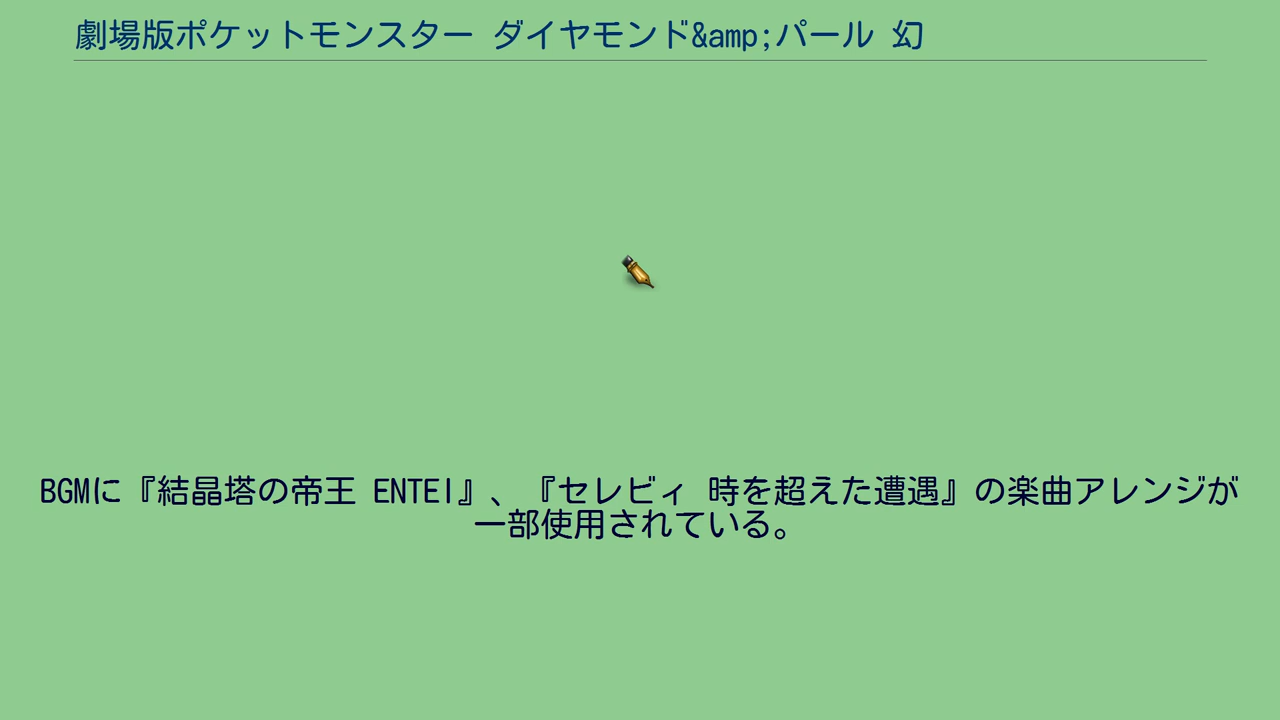 劇場版ポケットモンスター ダイヤモンド&amp;パール 幻
BGMに『結晶塔の帝王 ENTEI』、『セレビィ 時を超えた遭遇』の楽曲アレンジが
一部使用されている。